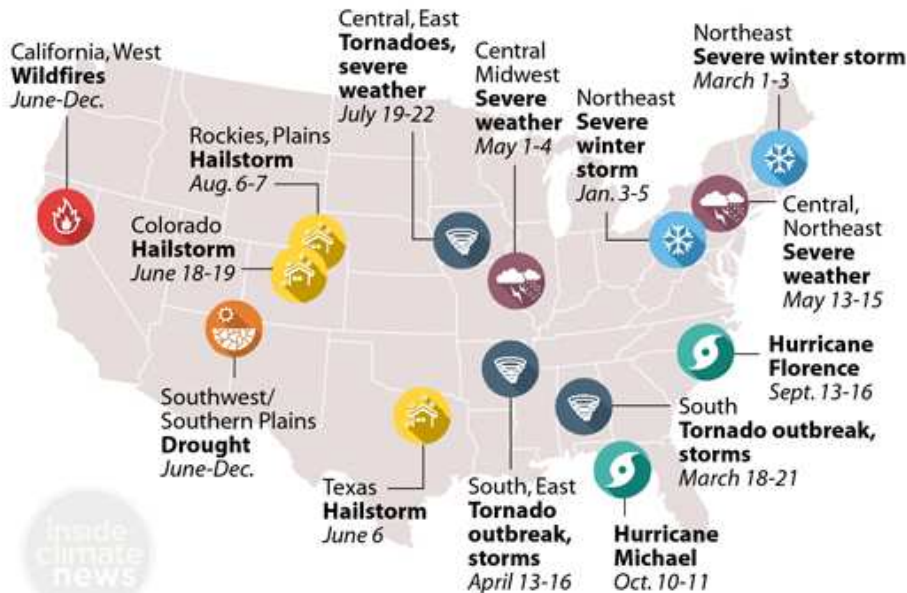 California, West
Wildfires
June-Dec.
Rockies, Plains
Hailstorm
Aug. 6-7
Colorado
Hailstorm
June 18-19
Southwest/
Southern Plains
Drought
June-Dec.
Central, East
Tornadoes,
severe
weather
July 19-22
Central
Midwest
Severe
weather
May 1-4
Northeast
Severe
winter
storm
Jan. 3-5
Northeast
Severe winter storm
March 1-3
Central,
Northeast
Severe
weather
May 13-15
Hurricane
Florence
Sept. 13-16
South
Tornado outbreak,
storms
March 18-21
Texas
Hailstorm
June 6
South, East
Tornado
outbreak,
storms
April 13-16
Hurricane
Michael
Oct. 10-11
inside
climate
news